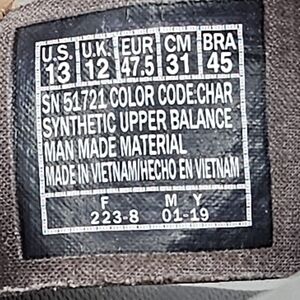 U.S. U.K. EUR CM BRA
13 12 47.5 31 45
SN 51721 COLOR CODE:CHAR
SYNTHETIC UPPER BALANCE
MAN MADE MATERIAL
MADE IN VIETNAM/HECHO EN VIETNAM
F M Y
223-8 01-19